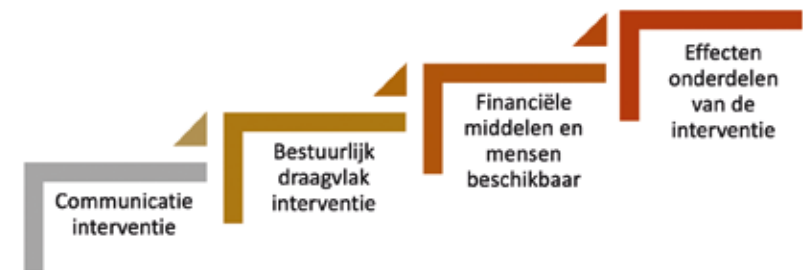 Communicatie
interventie
Bestuurlijk
draagvlak
interventie
Financiële
middelen en
mensen
beschikbaar
Effecten
onderdelen
van de
interventie